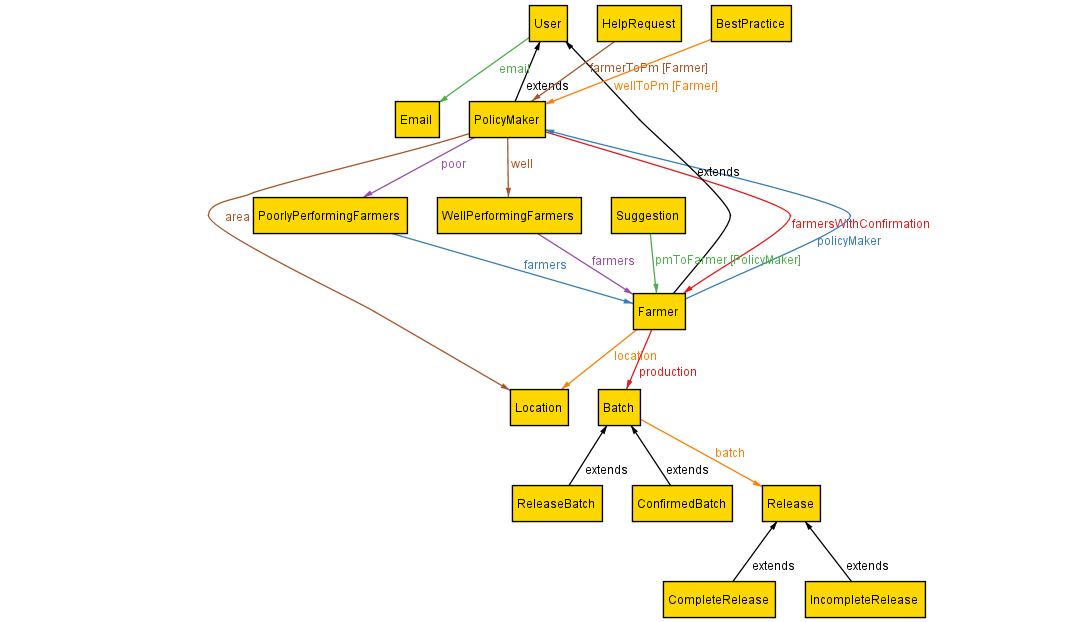 User
HelpRequest
BestPractice
email
farmerToPm [Farmer]
extends
wellToPm [Farmer]
Email
PolicyMaker
poor
well
extends
area
PoorlyPerformingFarmers
WellPerformingFarmers
Suggestion
farmersWithConfirmation
policyMaker
farmers
farmers
pmToFarmer [PolicyMaker]
Farmer
location
production
Location
Batch
batch
extends
extends
ReleaseBatch
ConfirmedBatch
Release
extends
extends
CompleteRelease
IncompleteRelease